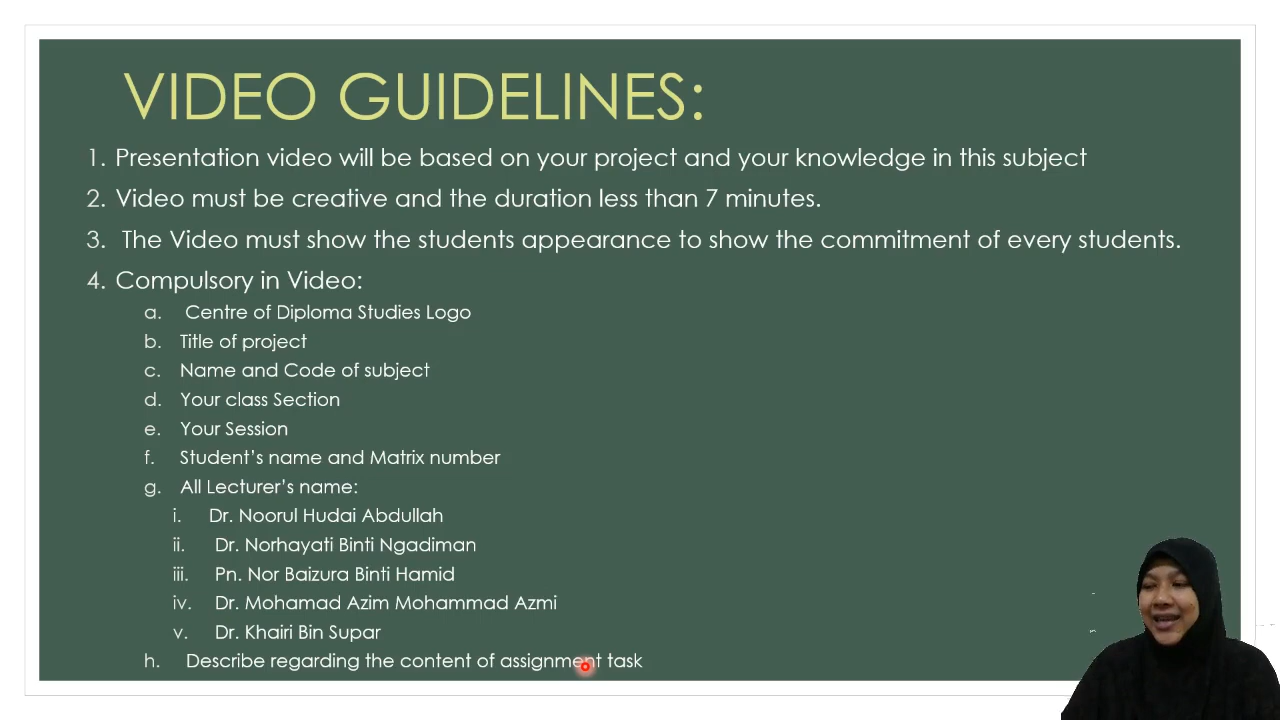 VIDEO GUIDELINES:
1. Presentation video will be based on your project and your knowledge in this subject
2. Video must be creative and the duration less than 7 minutes.
3. The Video must show the students appearance to show the commitment of every students.
4. Compulsory in Video:
a. Centre of Diploma Studies Logo
b. Title of project
c. Name and Code of subject
d. Your class Section
e. Your Session
f. Student’s name and Matrix number
g. All Lecturer’s name:
i. Dr. Noorul Hudai Abdullah
ii. Dr. Norhayati Binti Ngadiman
iii. Pn. Nor Baizura Binti Hamid
iv. Dr. Mohamad Azim Mohammad Azmi
v. Dr. Khairi Bin Supar
h. Describe regarding the content of assignment task